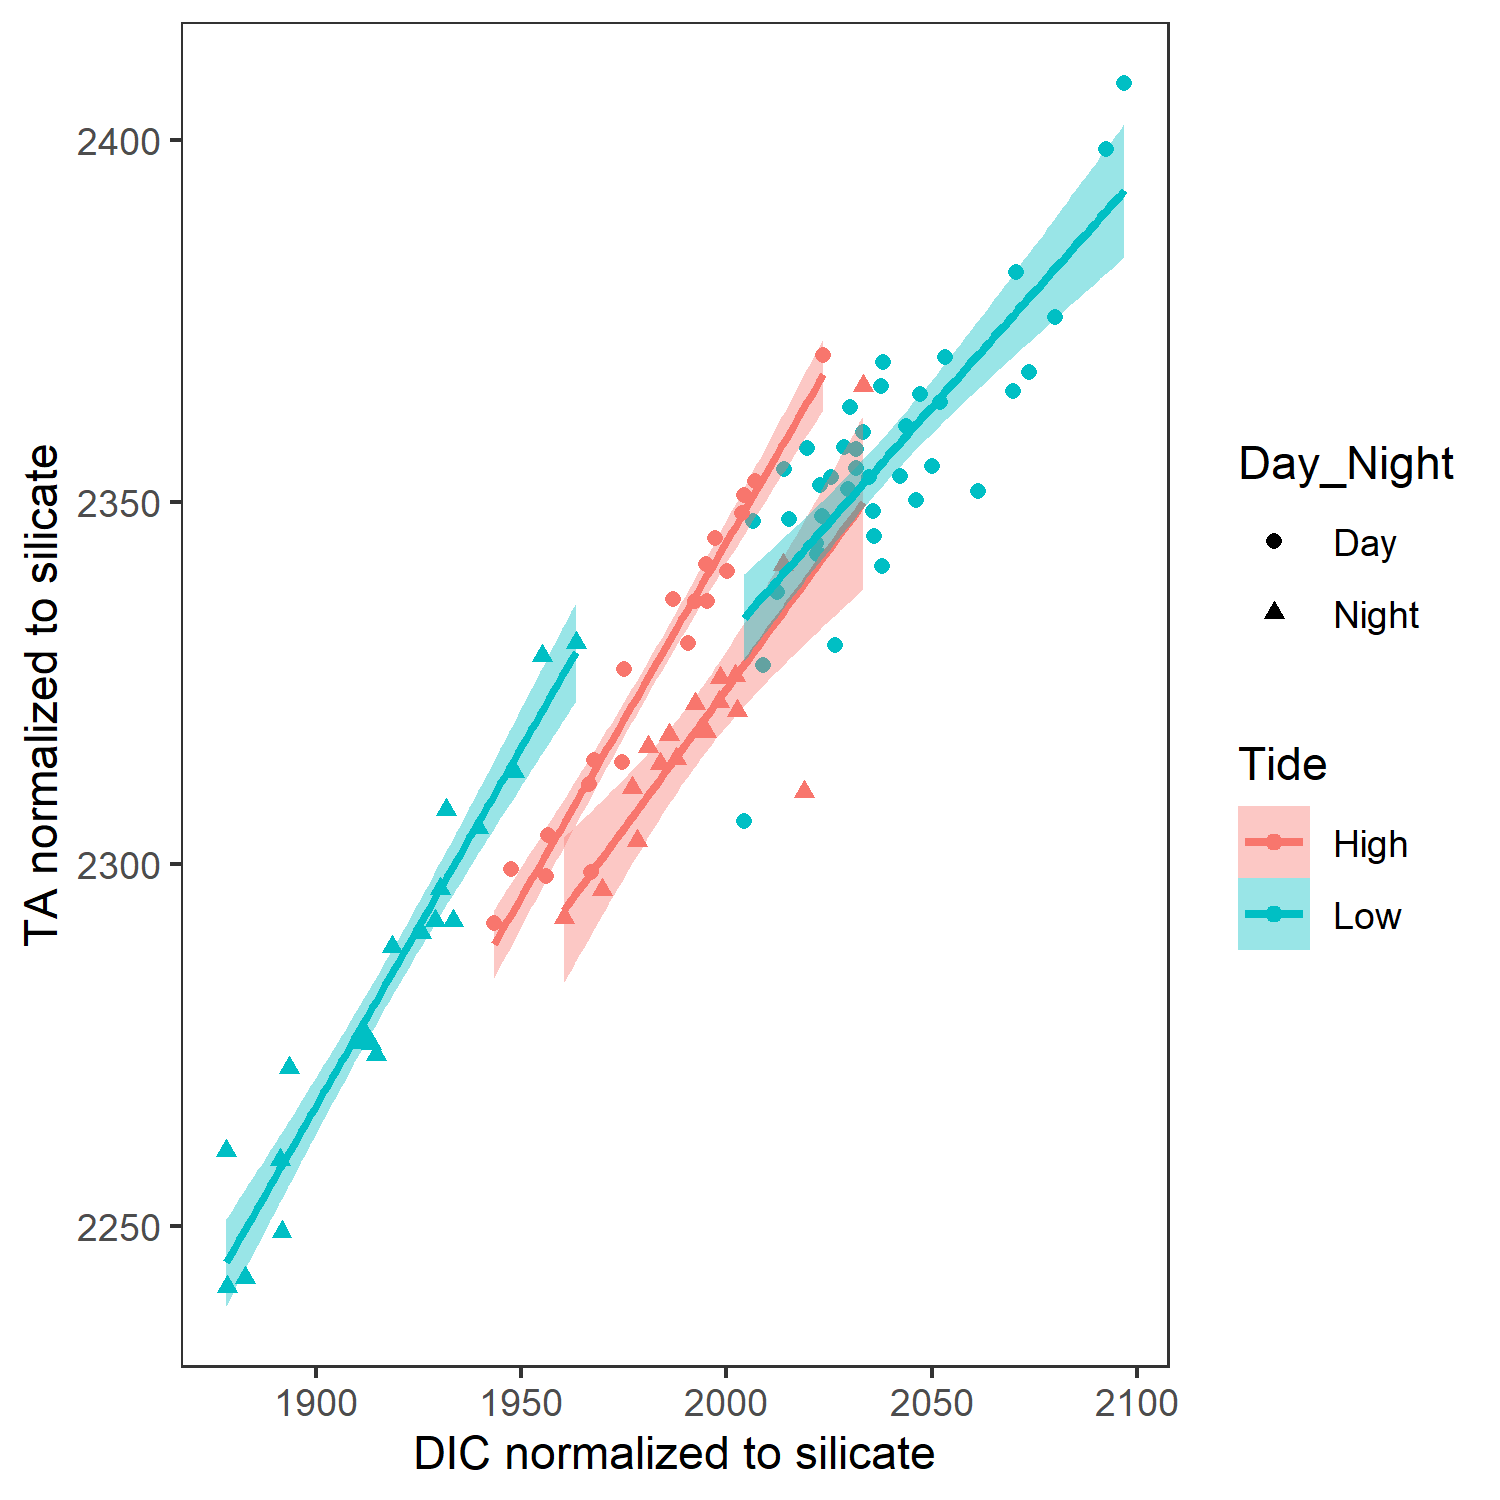 2400
2350
2300
2250
TA normalized to silicate
1900 1950 2000 2050 2100
DIC normalized to silicate
Day_Night
Day
Night
Tide
High
Low